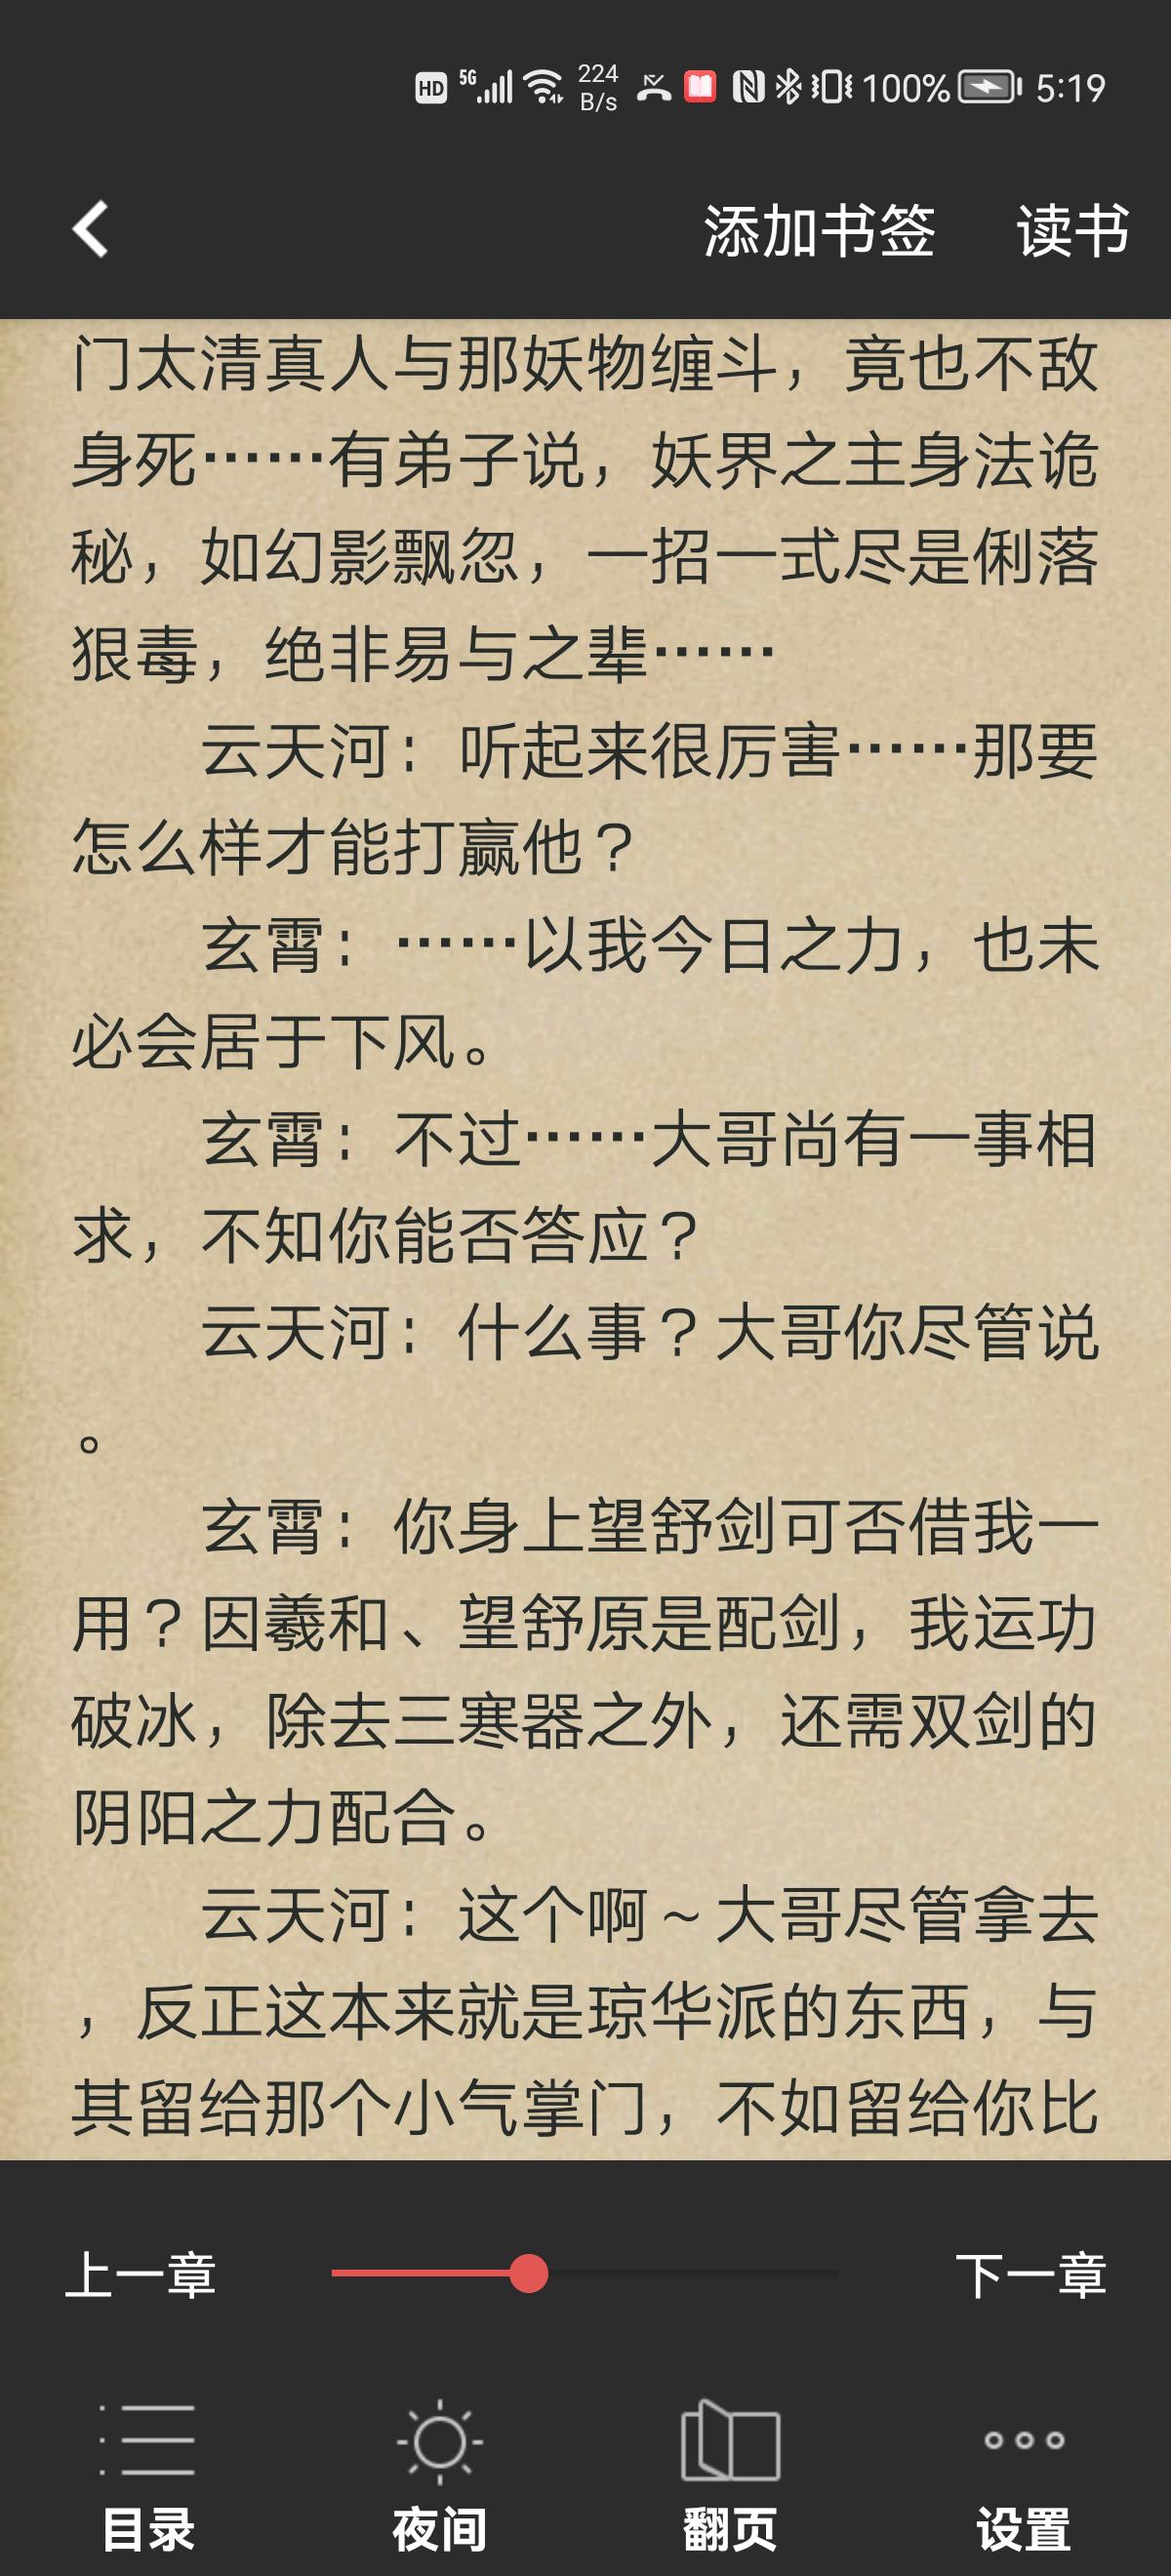 HD 5G 224 B/s 100% 5:19
添加书签 读书
门太清真人与那妖物缠斗，竟也不敌
身死……有弟子说，妖界之主身法诡
秘，如幻影飘忽，一招一式尽是俐落
狠毒，绝非易与之辈……
云天河：听起来很厉害……那要
怎么样才能打赢他？
玄霄：……以我今日之力，也未
必会居于下风。
玄霄：不过……大哥尚有一事相
求，不知你能否答应？
云天河：什么事？大哥你尽管说
。
玄霄：你身上望舒剑可否借我一
用？因羲和、望舒原是配剑，我运功
破冰，除去三寒器之外，还需双剑的
阴阳之力配合。
云天河：这个啊～大哥尽管拿去
，反正这本来就是琼华派的东西，与
其留给那个小气掌门，不如留给你比
上一章 下一章
目录 夜间 翻页 设置